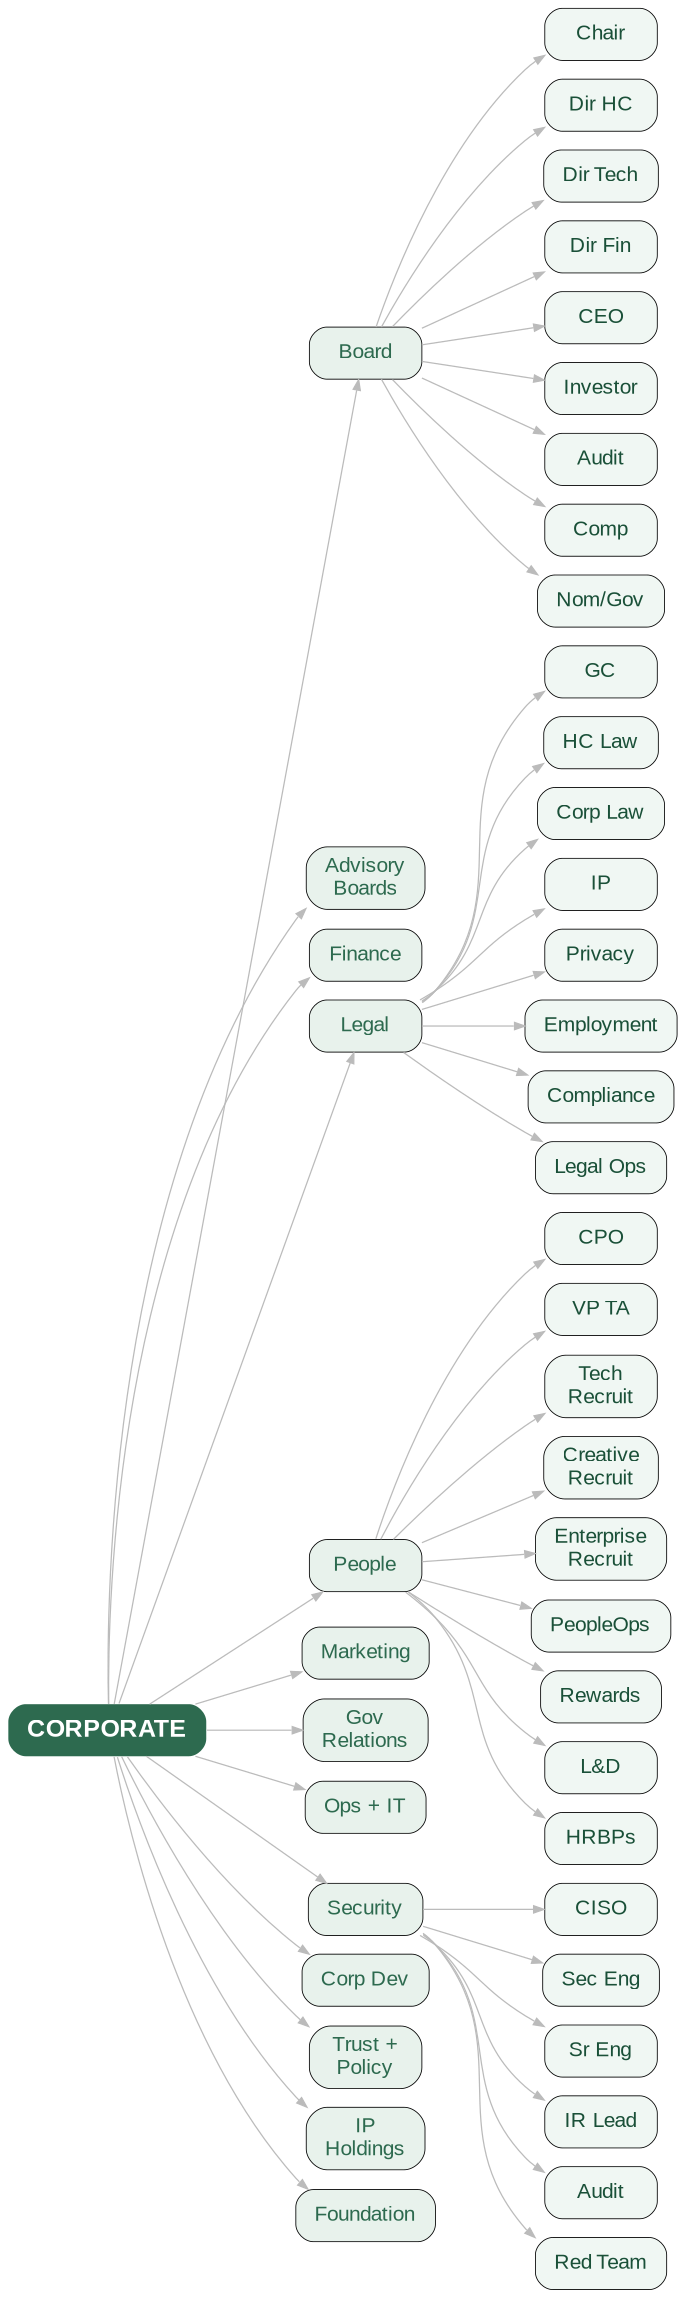 Chair
Dir HC
Dir Tech
Dir Fin
CEO
Board
Investor
Audit
Comp
Nom/Gov
GC
HC Law
Corp Law
Advisory
Boards
IP
Finance
Privacy
Legal
Employment
Compliance
Legal Ops
CPO
VP TA
Tech
Recruit
Creative
Recruit
Enterprise
Recruit
People
PeopleOps
Marketing
Rewards
CORPORATE
Gov
Relations
L&D
Ops + IT
HRBPs
Security
CISO
Corp Dev
Sec Eng
Trust +
Policy
Sr Eng
IP
Holdings
IR Lead
Audit
Foundation
Red Team